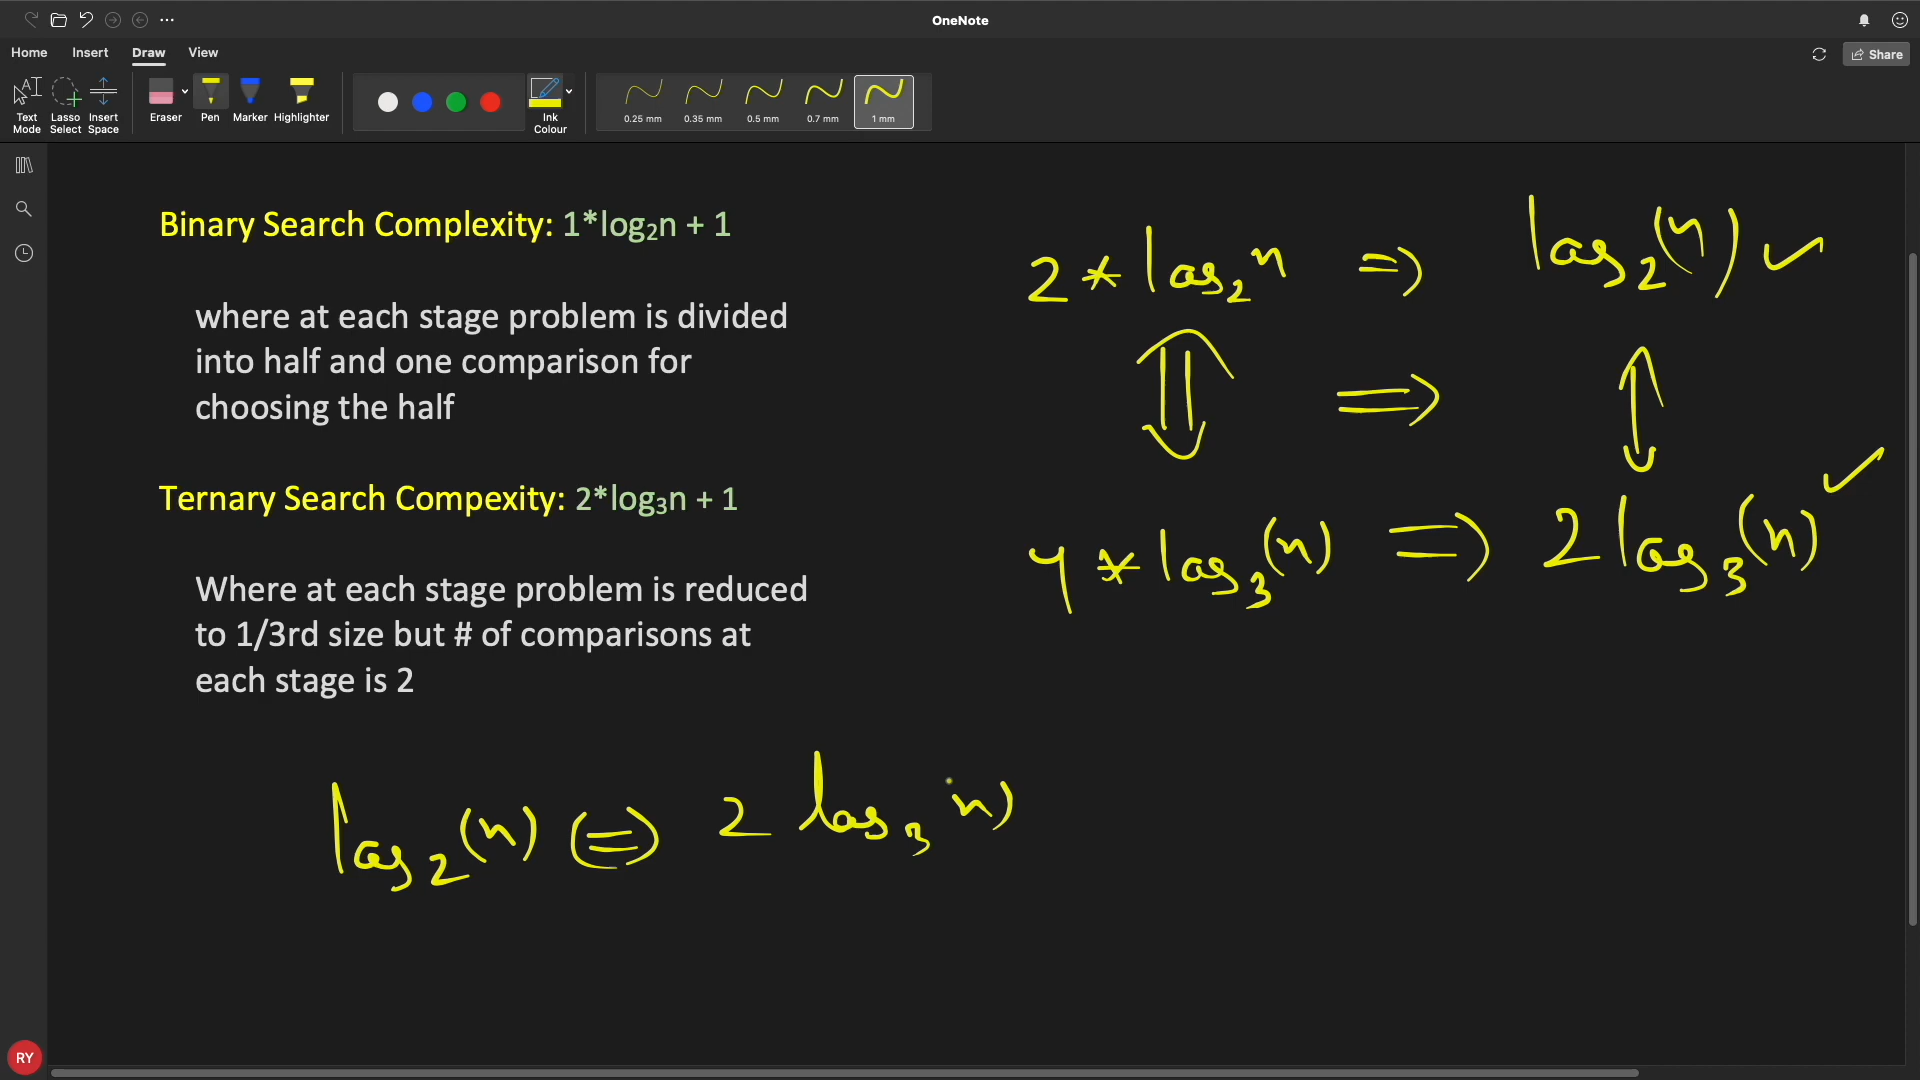 OneNote
Home Insert Draw View
Share
Text Mode
Lasso Select
Insert Space
Eraser
Pen
Marker
Highlighter
Ink Colour
0.25 mm
0.35 mm
0.5 mm
0.7 mm
1 mm
Binary Search Complexity: 1*log₂n + 1
where at each stage problem is divided
into half and one comparison for
choosing the half
Ternary Search Compexity: 2*log₃n + 1
Where at each stage problem is reduced
to 1/3rd size but # of comparisons at
each stage is 2
2 * log₂ n => log₂(n) ✓
⇕ => ↕
4 * log₃(n) => 2 log₃(n) ✓
log₂(n) (=) 2 log₃ n)
RY